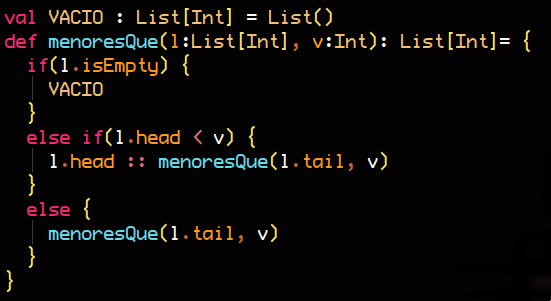 val VACIO : List[Int] = List()
def menoresQue(l:List[Int], v:Int): List[Int]= {
  if(l.isEmpty) {
    VACIO
  }
  else if(l.head < v) {
    l.head :: menoresQue(l.tail, v)
  }
  else {
    menoresQue(l.tail, v)
  }
}